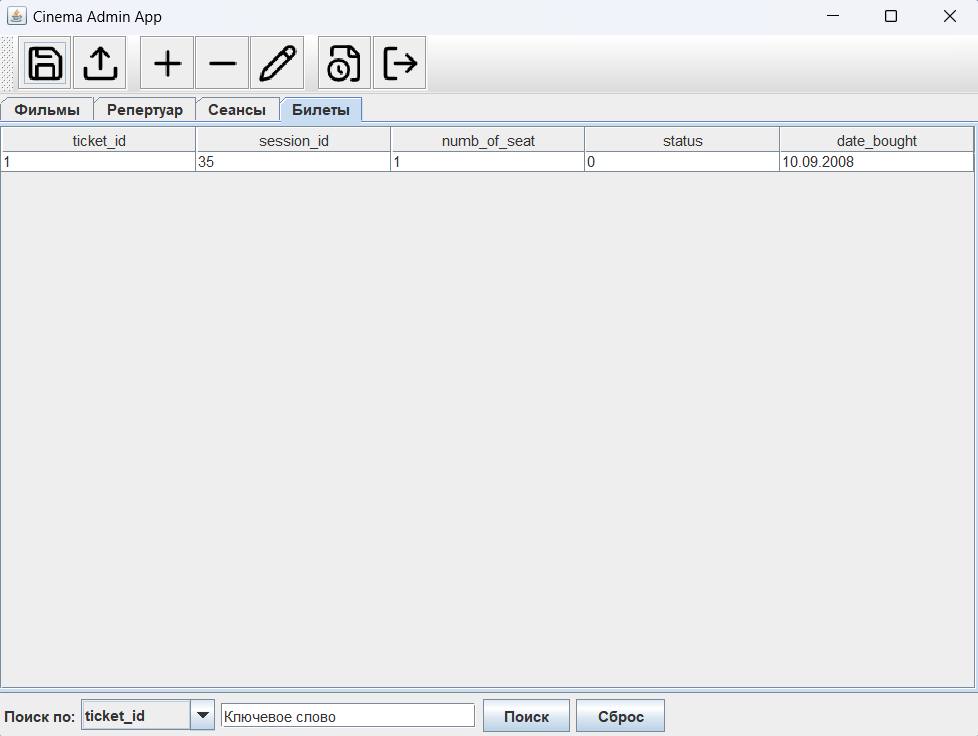 Cinema Admin App
Фильмы Репертуар Сеансы Билеты
ticket_id session_id numb_of_seat status date_bought
1 35 1 0 10.09.2008
Поиск по: ticket_id Ключевое слово Поиск Сброс